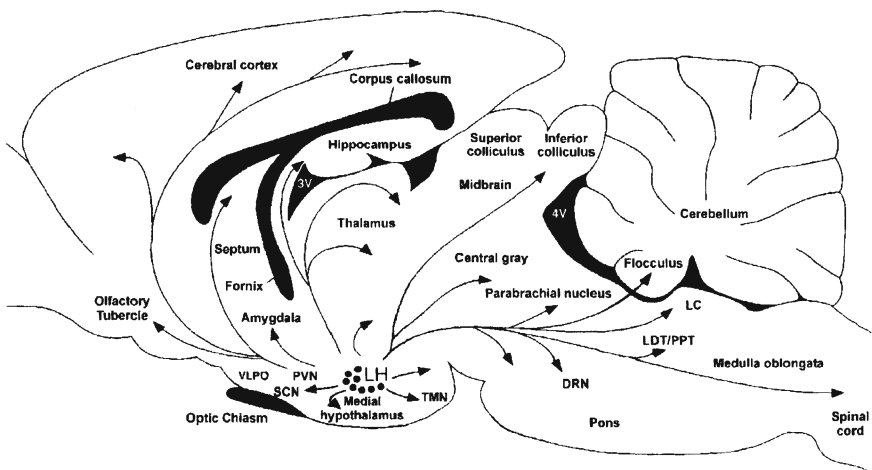 Cerebral cortex
Corpus callosum
Hippocampus
Superior
colliculus
Inferior
colliculus
Midbrain
3V
Thalamus
4V
Cerebellum
Septum
Central gray
Flocculus
Fornix
Parabrachial nucleus
Olfactory
Tubercle
Amygdala
LC
LDT/PPT
Medulla oblongata
VLPO
PVN
LH
SCN
DRN
TMN
Medial
hypothalamus
Optic Chiasm
Pons
Spinal
cord